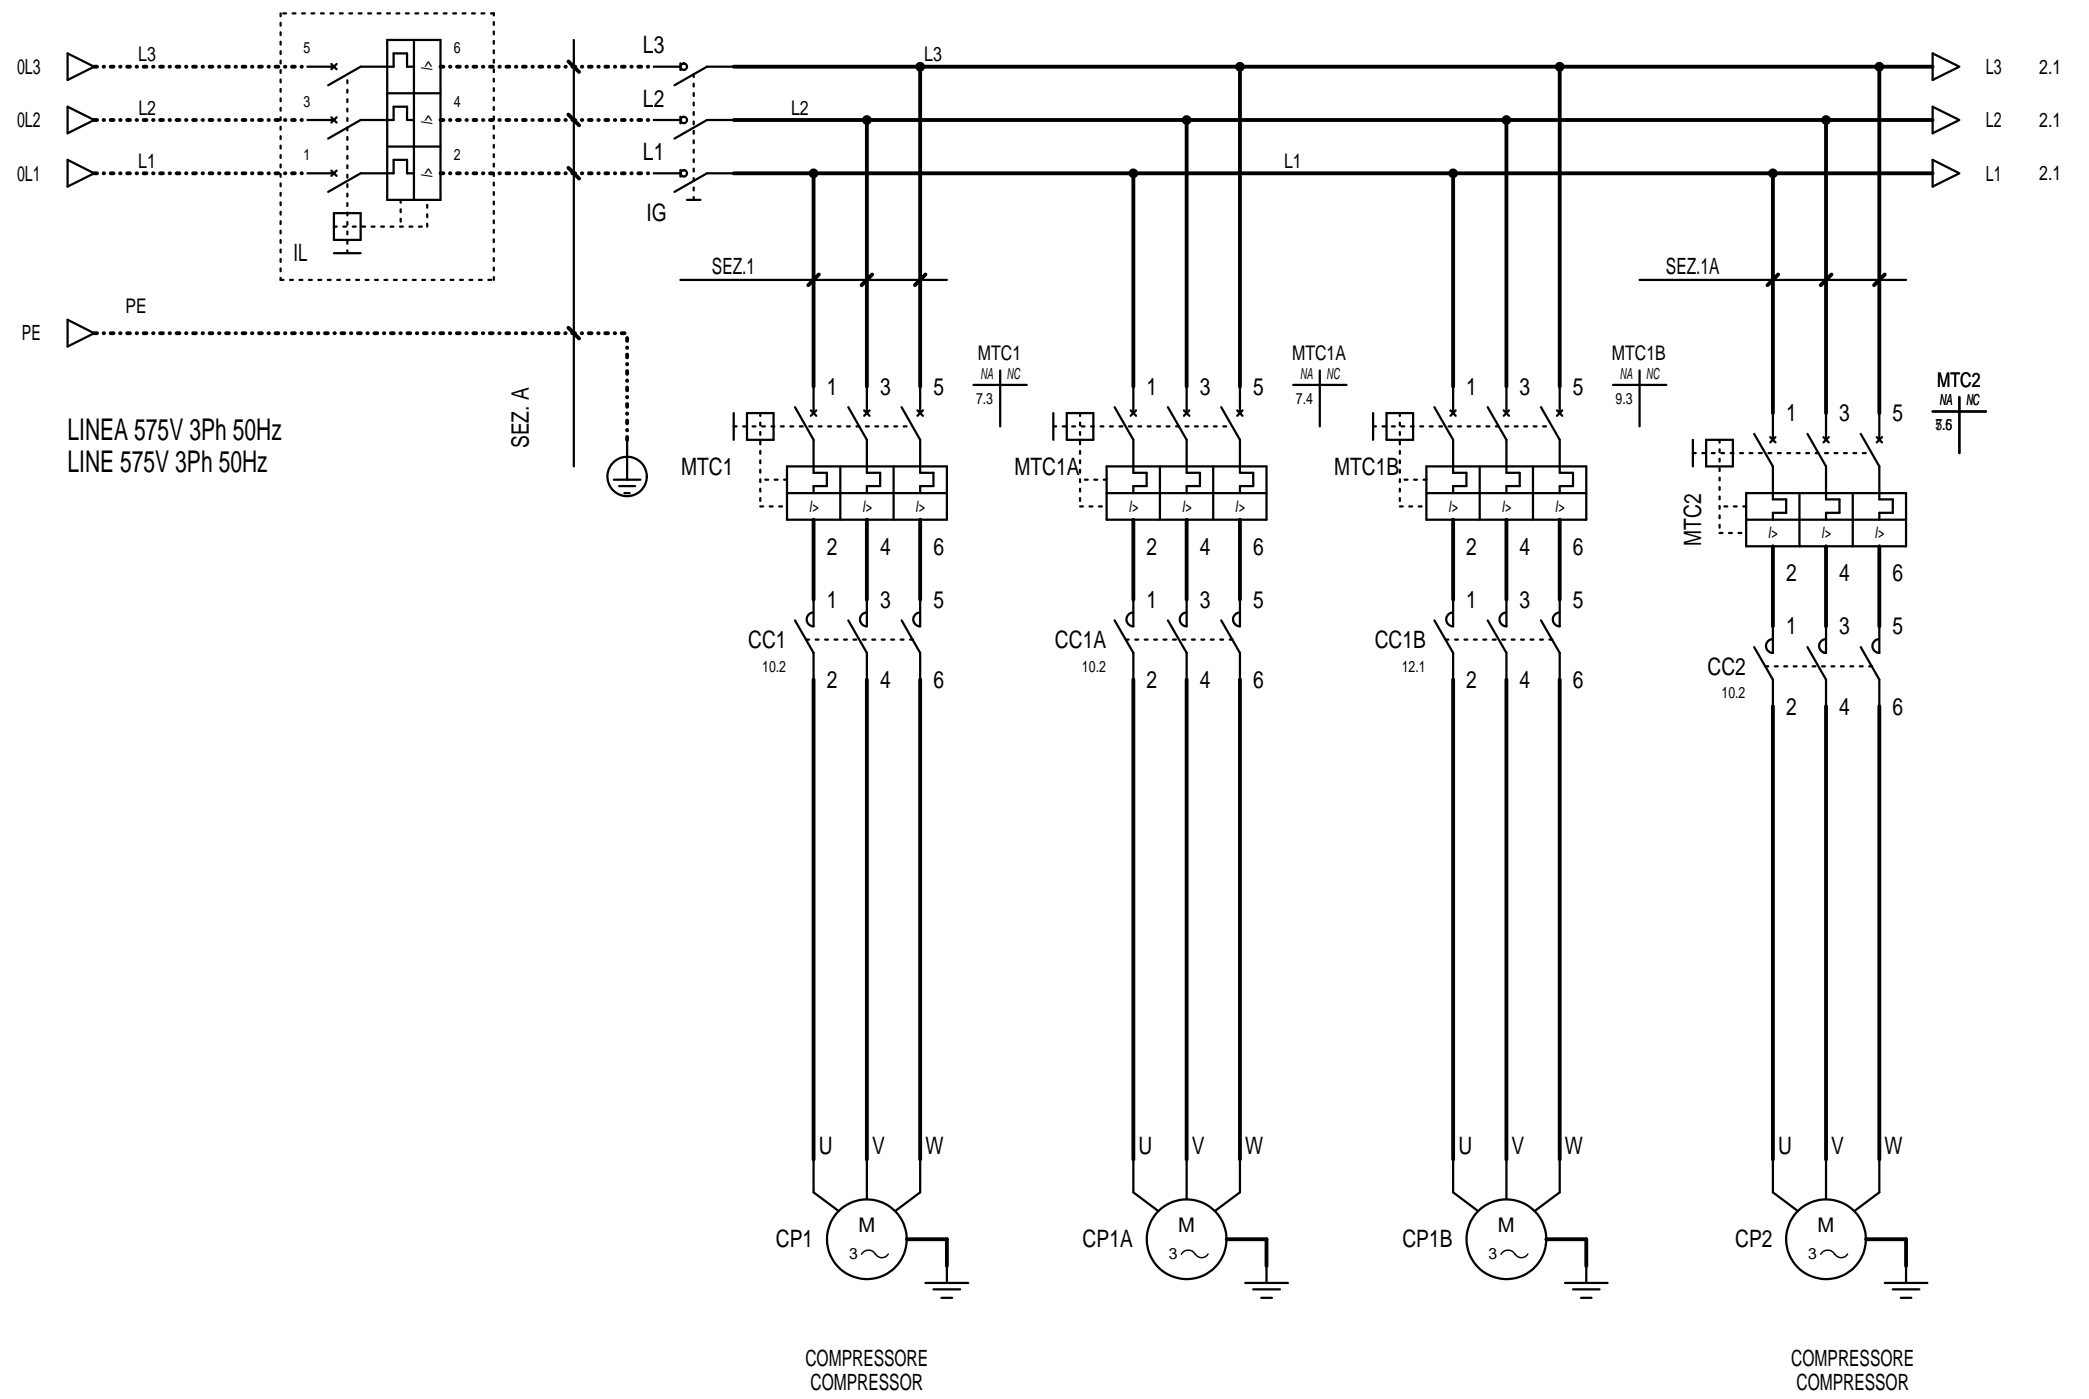 0L3 L3 5 6 L3 L3 L3 2.1
0L2 L2 3 4 L2 L2 L2 2.1
0L1 L1 1 2 L1 L1 L1 2.1
IL IG
SEZ.1 SEZ.1A
PE PE
MTC1 MTC1A MTC1B MTC2
NA NC NA NC NA NC NA NC
7.3 7.4 9.3
1 3 5 1 3 5 1 3 5 1 3 5
SEZ. A
LINEA 575V 3Ph 50Hz
LINE 575V 3Ph 50Hz
MTC1 MTC1A MTC1B MTC2
I> I> I> I> I> I> I> I> I> I> I> I>
I>
I>
I>
2 4 6 2 4 6 2 4 6 2 4 6
1 3 5 1 3 5 1 3 5 1 3 5
CC1 CC1A CC1B CC2
10.2 10.2 12.1 10.2
2 4 6 2 4 6 2 4 6 2 4 6
U V W U V W U V W U V W
CP1 M CP1A M CP1B M CP2 M
3 3 3 3
COMPRESSORE COMPRESSORE
COMPRESSOR COMPRESSOR